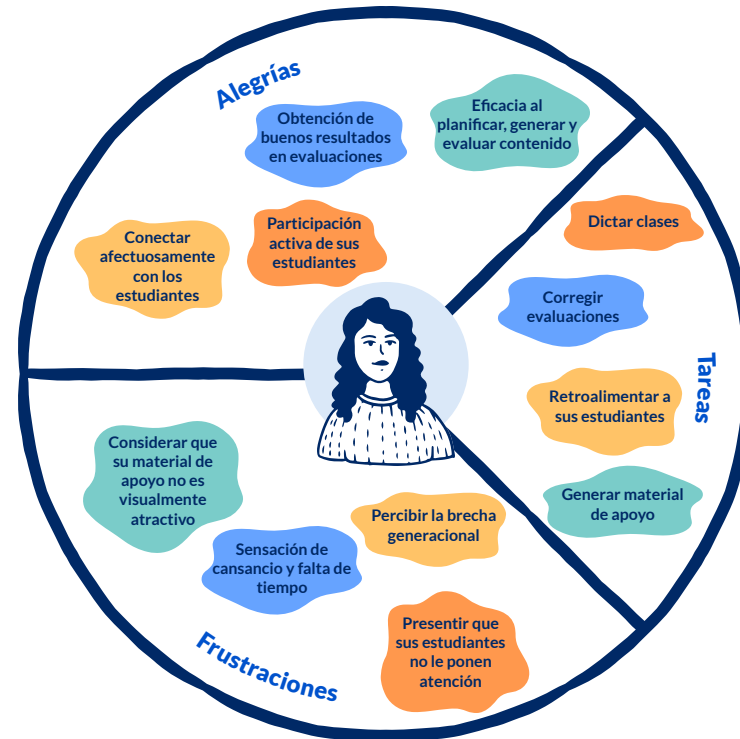 Alegrías
Obtención de
buenos resultados
en evaluaciones
Eficacia al
planificar, generar y
evaluar contenido
Conectar
afectuosamente
con los
estudiantes
Participación
activa de sus
estudiantes
Dictar clases
Corregir
evaluaciones
Retroalimentar a
sus estudiantes
Generar material
de apoyo
Tareas
Considerar que
su material de
apoyo no es
visualmente
atractivo
Sensación de
cansancio y falta de
tiempo
Percibir la brecha
generacional
Presentir que
sus estudiantes
no le ponen
atención
Frustraciones